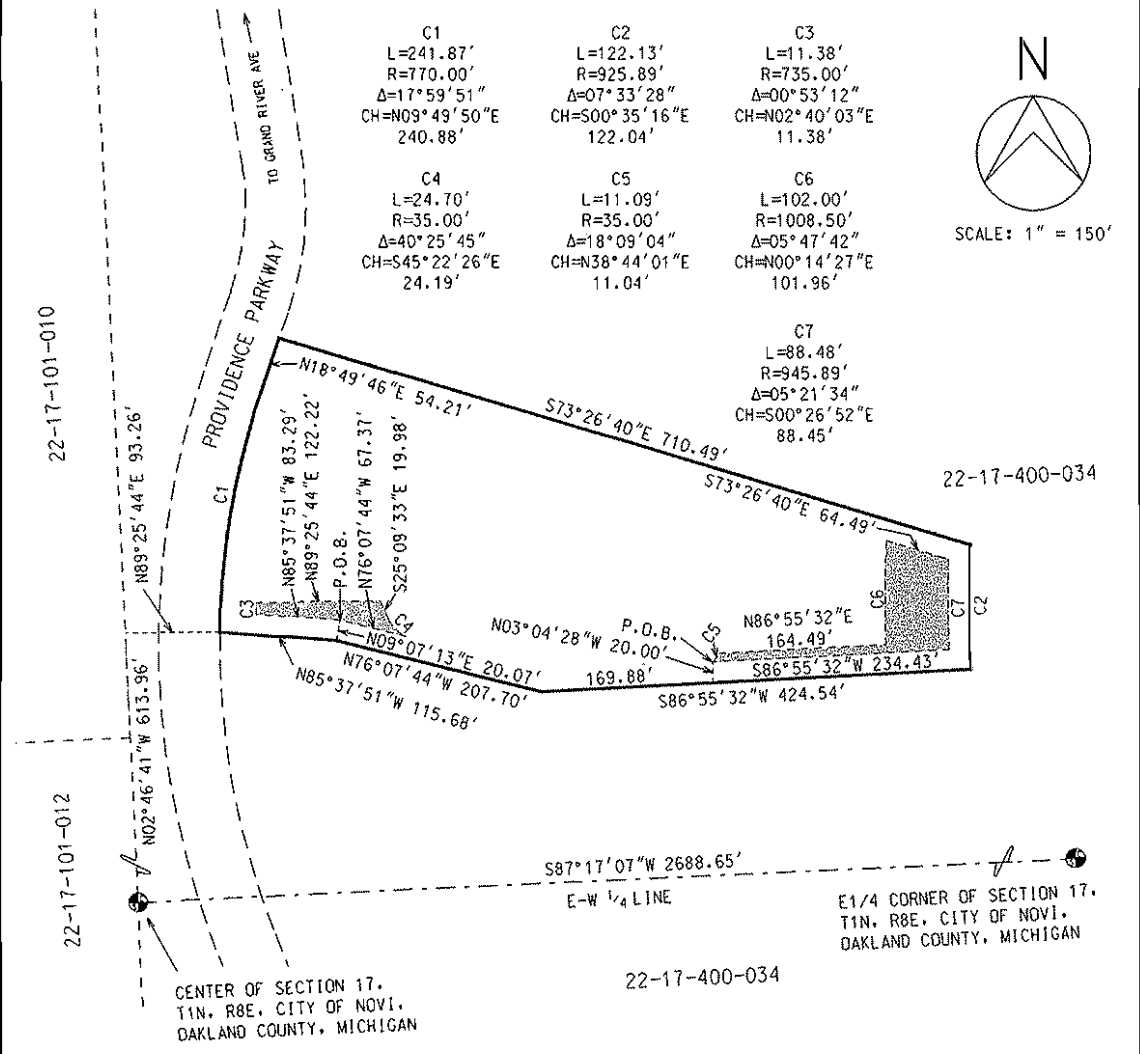 C1
L=241.87'
R=770.00'
Δ=17°59'51"
CH=N09°49'50"E
240.88'
C2
L=122.13'
R=925.89'
Δ=07°33'28"
CH=S00°35'16"E
122.04'
C3
L=11.38'
R=735.00'
Δ=00°53'12"
CH=N02°40'03"E
11.38'
N
C4
L=24.70'
R=35.00'
Δ=40°25'45"
CH=S45°22'26"E
24.19'
C5
L=11.09'
R=35.00'
Δ=18°09'04"
CH=N38°44'01"E
11.04'
C6
L=102.00'
R=1008.50'
Δ=05°47'42"
CH=N00°14'27"E
101.96'
SCALE: 1" = 150'
C7
L=88.48'
R=945.89'
Δ=05°21'34"
CH=S00°26'52"E
88.45'
TO GRAND RIVER AVE
PROVIDENCE PARKWAY
22-17-101-010
N89°25'44"E 93.26'
C1
N18°49'46"E 54.21'
S73°26'40"E 710.49'
S73°26'40"E 64.49'
22-17-400-034
N85°37'51"W 83.29'
N89°25'44"E 122.22'
P.O.B.
N76°07'44"W 67.37'
S25°09'33"E 19.98'
C3
C4
N09°07'13"E 20.07'
N76°07'44"W 207.70'
N85°37'51"W 115.68'
N03°04'28"W 20.00'
P.O.B.
C5
N86°55'32"E
164.49'
C6
C7
C2
S86°55'32"W 234.43'
169.88'
S86°55'32"W 424.54'
N02°46'41"W 613.96'
22-17-101-012
S87°17'07"W 2688.65'
E-W 1/4 LINE
E1/4 CORNER OF SECTION 17,
T1N, R8E, CITY OF NOVI,
OAKLAND COUNTY, MICHIGAN
22-17-400-034
CENTER OF SECTION 17,
T1N, R8E, CITY OF NOVI,
OAKLAND COUNTY, MICHIGAN